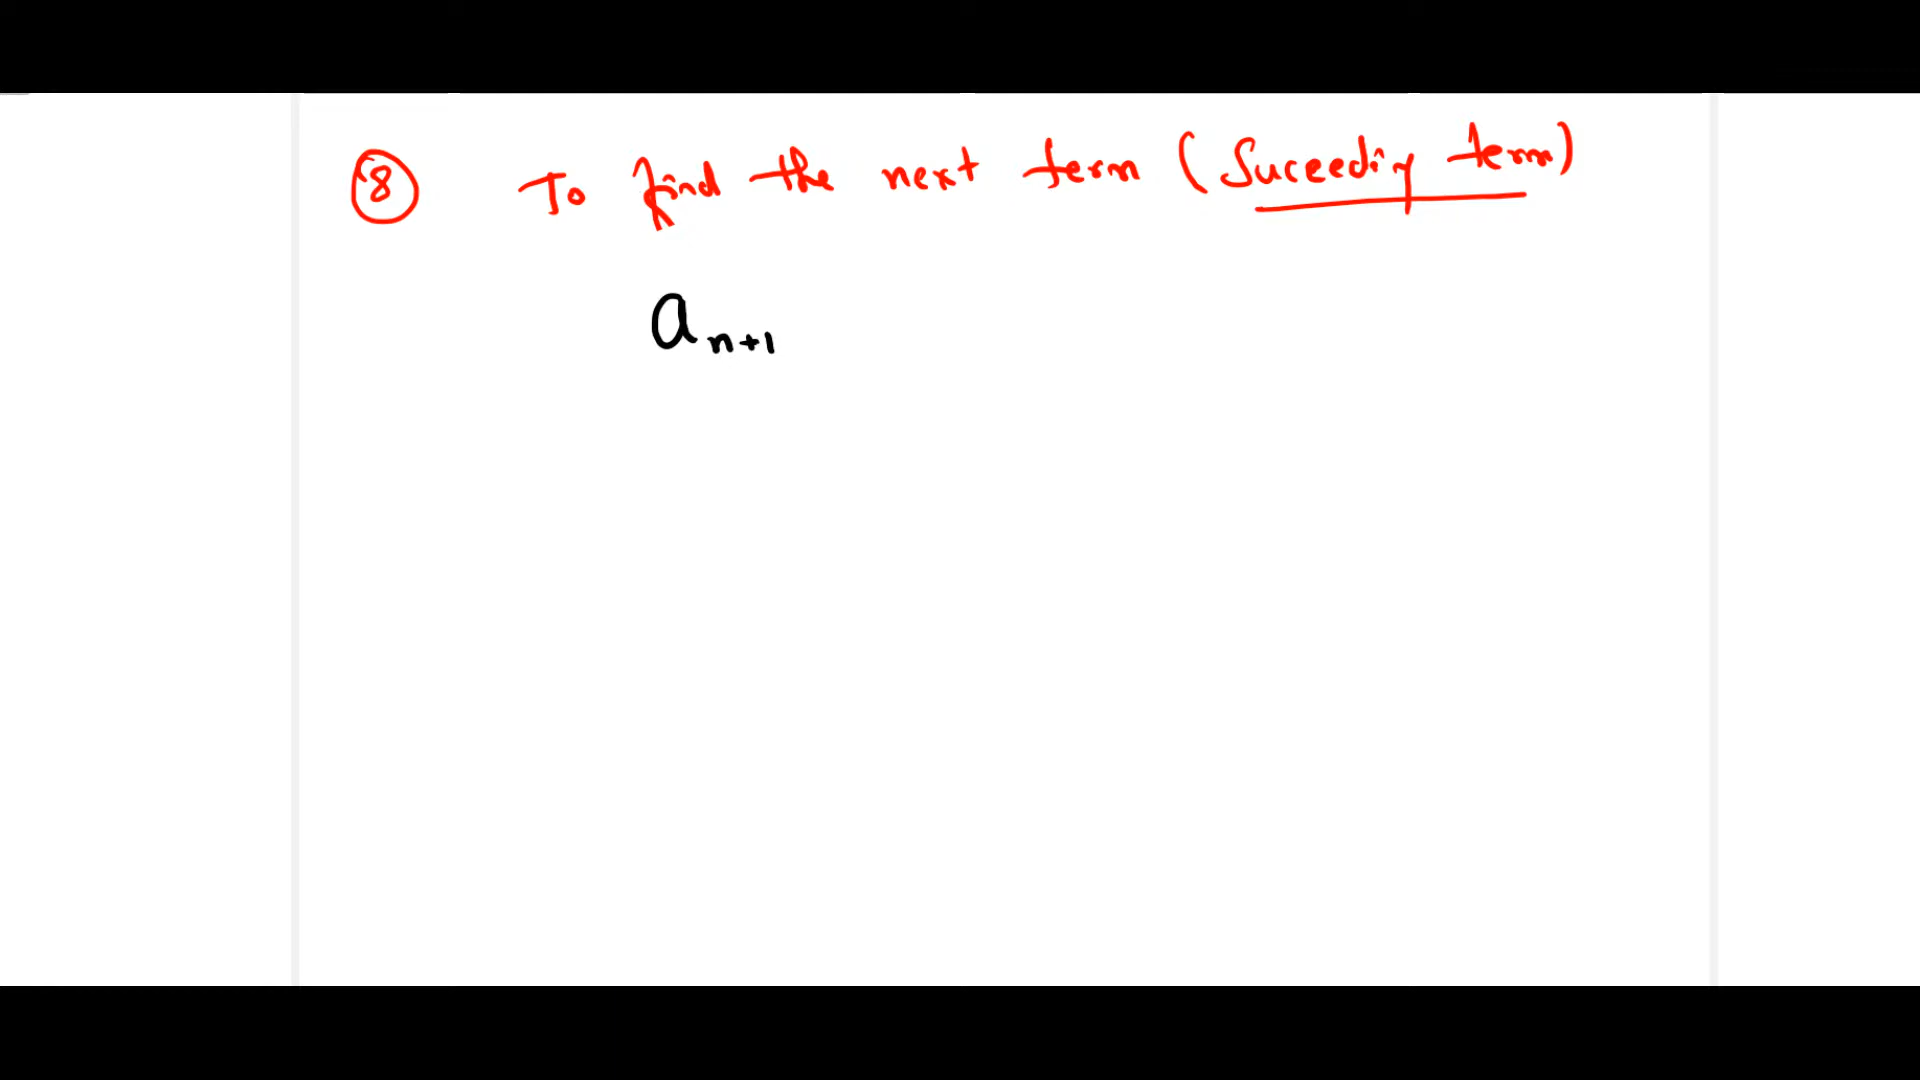 ⑧ To find the next term (Suceeding term)
a_{n+1}